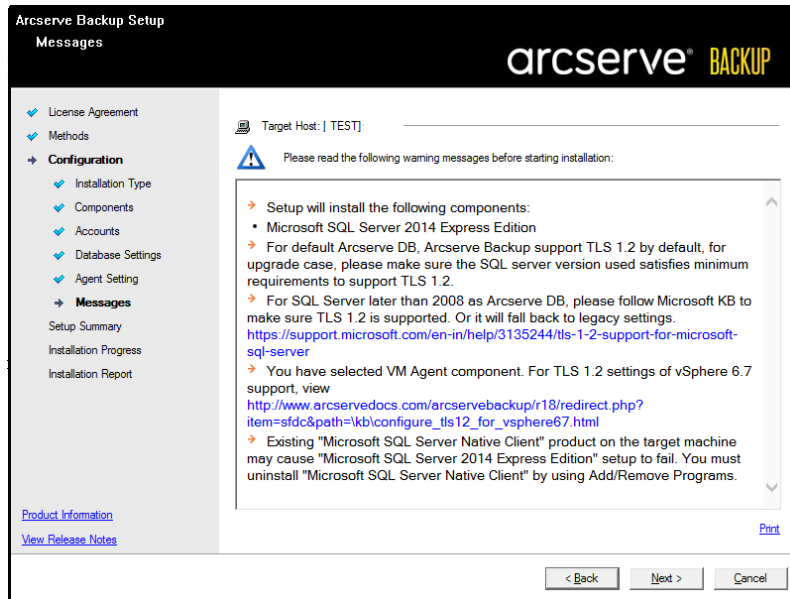 Arcserve Backup Setup
Messages
arcserve® BACKUP
License Agreement
Methods
Configuration
Installation Type
Components
Accounts
Database Settings
Agent Setting
Messages
Setup Summary
Installation Progress
Installation Report
Product Information
View Release Notes
Target Host: [ TEST]
Please read the following warning messages before starting installation:
Setup will install the following components:
• Microsoft SQL Server 2014 Express Edition
For default Arcserve DB, Arcserve Backup support TLS 1.2 by default, for
upgrade case, please make sure the SQL server version used satisfies minimum
requirements to support TLS 1.2.
For SQL Server later than 2008 as Arcserve DB, please follow Microsoft KB to
make sure TLS 1.2 is supported. Or it will fall back to legacy settings.
https://support.microsoft.com/en-in/help/3135244/tls-1-2-support-for-microsoft-
sql-server
You have selected VM Agent component. For TLS 1.2 settings of vSphere 6.7
support, view
http://www.arcservedocs.com/arcservebackup/r18/redirect.php?
item=sfdc&path=\kb\configure_tls12_for_vsphere67.html
Existing "Microsoft SQL Server Native Client" product on the target machine
may cause "Microsoft SQL Server 2014 Express Edition" setup to fail. You must
uninstall "Microsoft SQL Server Native Client" by using Add/Remove Programs.
Print
< Back
Next >
Cancel